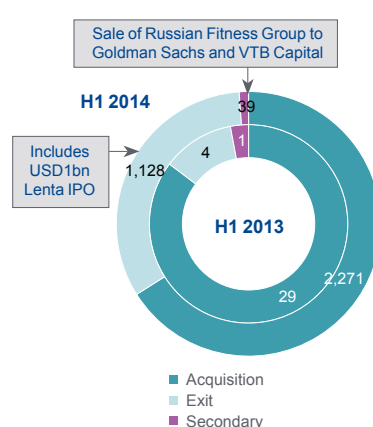 Sale of Russian Fitness Group to
Goldman Sachs and VTB Capital
H1 2014
39
Includes
USD1bn
Lenta IPO
1,128
4
1
H1 2013
29
2,271
Acquisition
Exit
Secondary